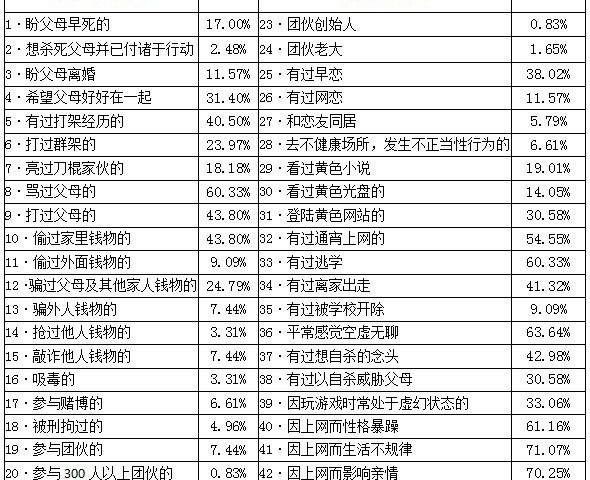 1·盼父母早死的 17.00% 23·团伙创始人 0.83%
2·想杀死父母并已付诸于行动 2.48% 24·团伙老大 1.65%
3·盼父母离婚 11.57% 25·有过早恋 38.02%
4·希望父母好好在一起 31.40% 26·有过网恋 11.57%
5·有过打架经历的 40.50% 27·和恋友同居 5.79%
6·打过群架的 23.97% 28·去不健康场所，发生不正当性行为的 6.61%
7·亮过刀棍家伙的 18.18% 29·看过黄色小说 19.01%
8·骂过父母的 60.33% 30·看过黄色光盘的 14.05%
9·打过父母的 43.80% 31·登陆黄色网站的 30.58%
10·偷过家里钱物的 43.80% 32·有过通宵上网的 54.55%
11·偷过外面钱物的 9.09% 33·有过逃学 60.33%
12·骗过父母及其他家人钱物的 24.79% 34·有过离家出走 41.32%
13·骗外人钱物的 7.44% 35·有过被学校开除 9.09%
14·抢过他人钱物的 3.31% 36·平常感觉空虚无聊 63.64%
15·敲诈他人钱物的 7.44% 37·有过想自杀的念头 42.98%
16·吸毒的 3.31% 38·有过以自杀威胁父母 30.58%
17·参与赌博的 6.61% 39·因玩游戏时常处于虚幻状态的 33.06%
18·被刑拘过的 4.96% 40·因上网而性格暴躁 61.16%
19·参与团伙的 7.44% 41·因上网而生活不规律 71.07%
20·参与300人以上团伙的 0.83% 42·因上网而影响亲情 70.25%